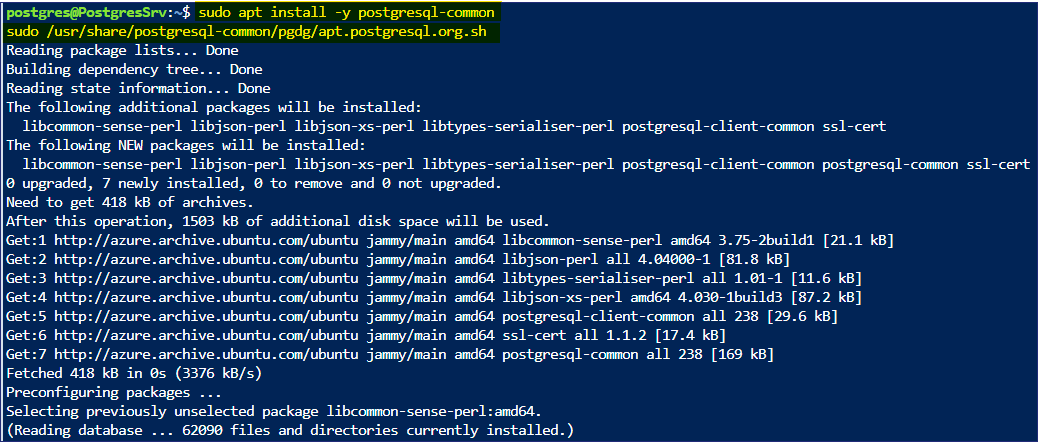 postgres@PostgresSrv:~$ sudo apt install -y postgresql-common
sudo /usr/share/postgresql-common/pgdg/apt.postgresql.org.sh
Reading package lists... Done
Building dependency tree... Done
Reading state information... Done
The following additional packages will be installed:
  libcommon-sense-perl libjson-perl libjson-xs-perl libtypes-serialiser-perl postgresql-client-common ssl-cert
The following NEW packages will be installed:
  libcommon-sense-perl libjson-perl libjson-xs-perl libtypes-serialiser-perl postgresql-client-common postgresql-common ssl-cert
0 upgraded, 7 newly installed, 0 to remove and 0 not upgraded.
Need to get 418 kB of archives.
After this operation, 1503 kB of additional disk space will be used.
Get:1 http://azure.archive.ubuntu.com/ubuntu jammy/main amd64 libcommon-sense-perl amd64 3.75-2build1 [21.1 kB]
Get:2 http://azure.archive.ubuntu.com/ubuntu jammy/main amd64 libjson-perl all 4.04000-1 [81.8 kB]
Get:3 http://azure.archive.ubuntu.com/ubuntu jammy/main amd64 libtypes-serialiser-perl all 1.01-1 [11.6 kB]
Get:4 http://azure.archive.ubuntu.com/ubuntu jammy/main amd64 libjson-xs-perl amd64 4.030-1build3 [87.2 kB]
Get:5 http://azure.archive.ubuntu.com/ubuntu jammy/main amd64 postgresql-client-common all 238 [29.6 kB]
Get:6 http://azure.archive.ubuntu.com/ubuntu jammy/main amd64 ssl-cert all 1.1.2 [17.4 kB]
Get:7 http://azure.archive.ubuntu.com/ubuntu jammy/main amd64 postgresql-common all 238 [169 kB]
Fetched 418 kB in 0s (3376 kB/s)
Preconfiguring packages ...
Selecting previously unselected package libcommon-sense-perl:amd64.
(Reading database ... 62090 files and directories currently installed.)